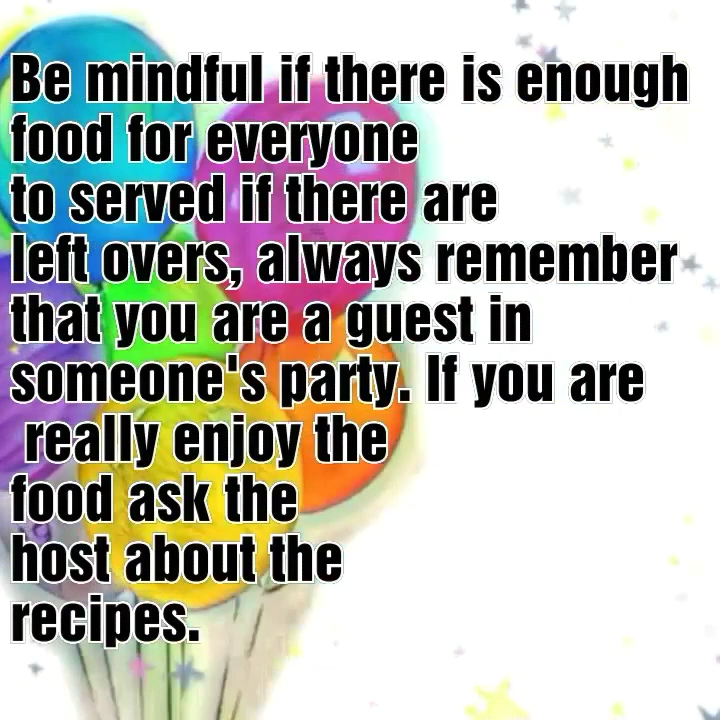 Be mindful if there is enough
food for everyone
to served if there are
left overs, always remember
that you are a guest in
someone's party. If you are
really enjoy the
food ask the
host about the
recipes.